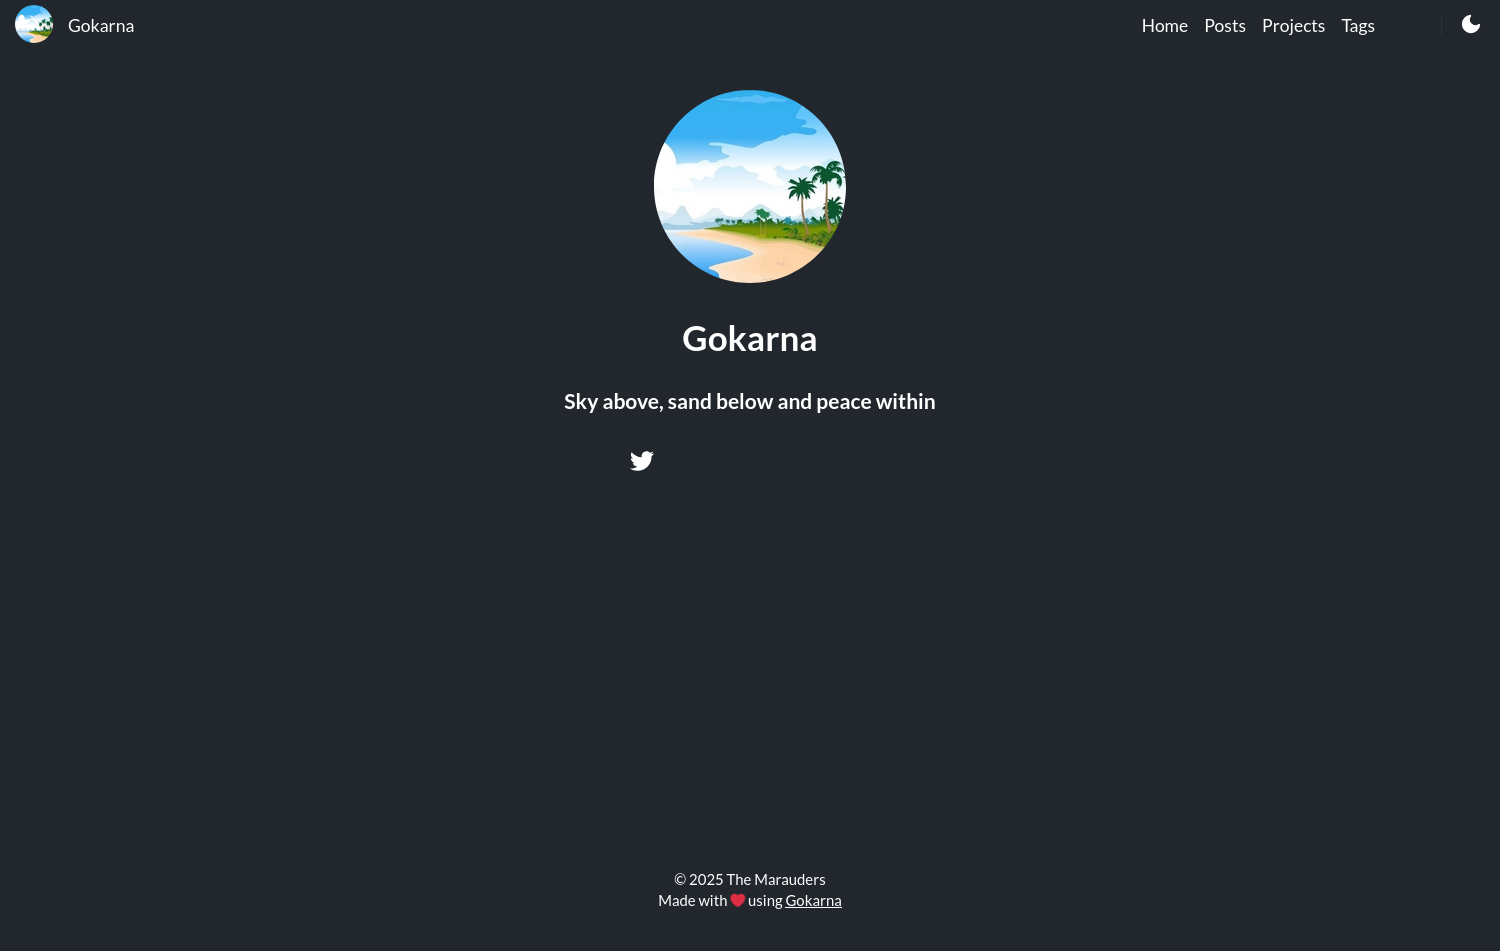 Gokarna
Home Posts Projects Tags
Gokarna
Sky above, sand below and peace within
© 2025 The Marauders
Made with ❤ using Gokarna